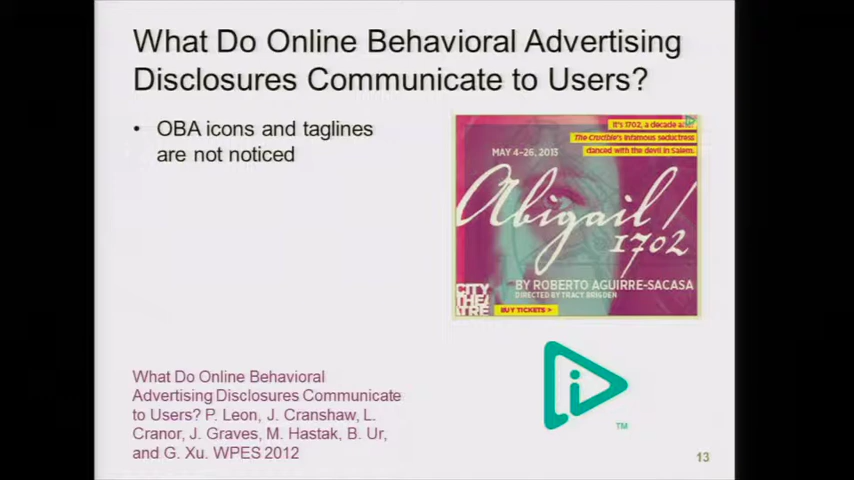 What Do Online Behavioral Advertising
Disclosures Communicate to Users?
• OBA icons and taglines
are not noticed
It's 1702, a decade after
The Crucible's infamous seductress
danced with the devil in Salem.
MAY 4-26, 2013
Abigail/
1702
BY ROBERTO AGUIRRE-SACASA
DIRECTED BY TRACY BRIGDEN
CITY
THE
ATRE
BUY TICKETS >
What Do Online Behavioral
Advertising Disclosures Communicate
to Users? P. Leon, J. Cranshaw, L.
Cranor, J. Graves, M. Hastak, B. Ur,
and G. Xu. WPES 2012
i
TM
13